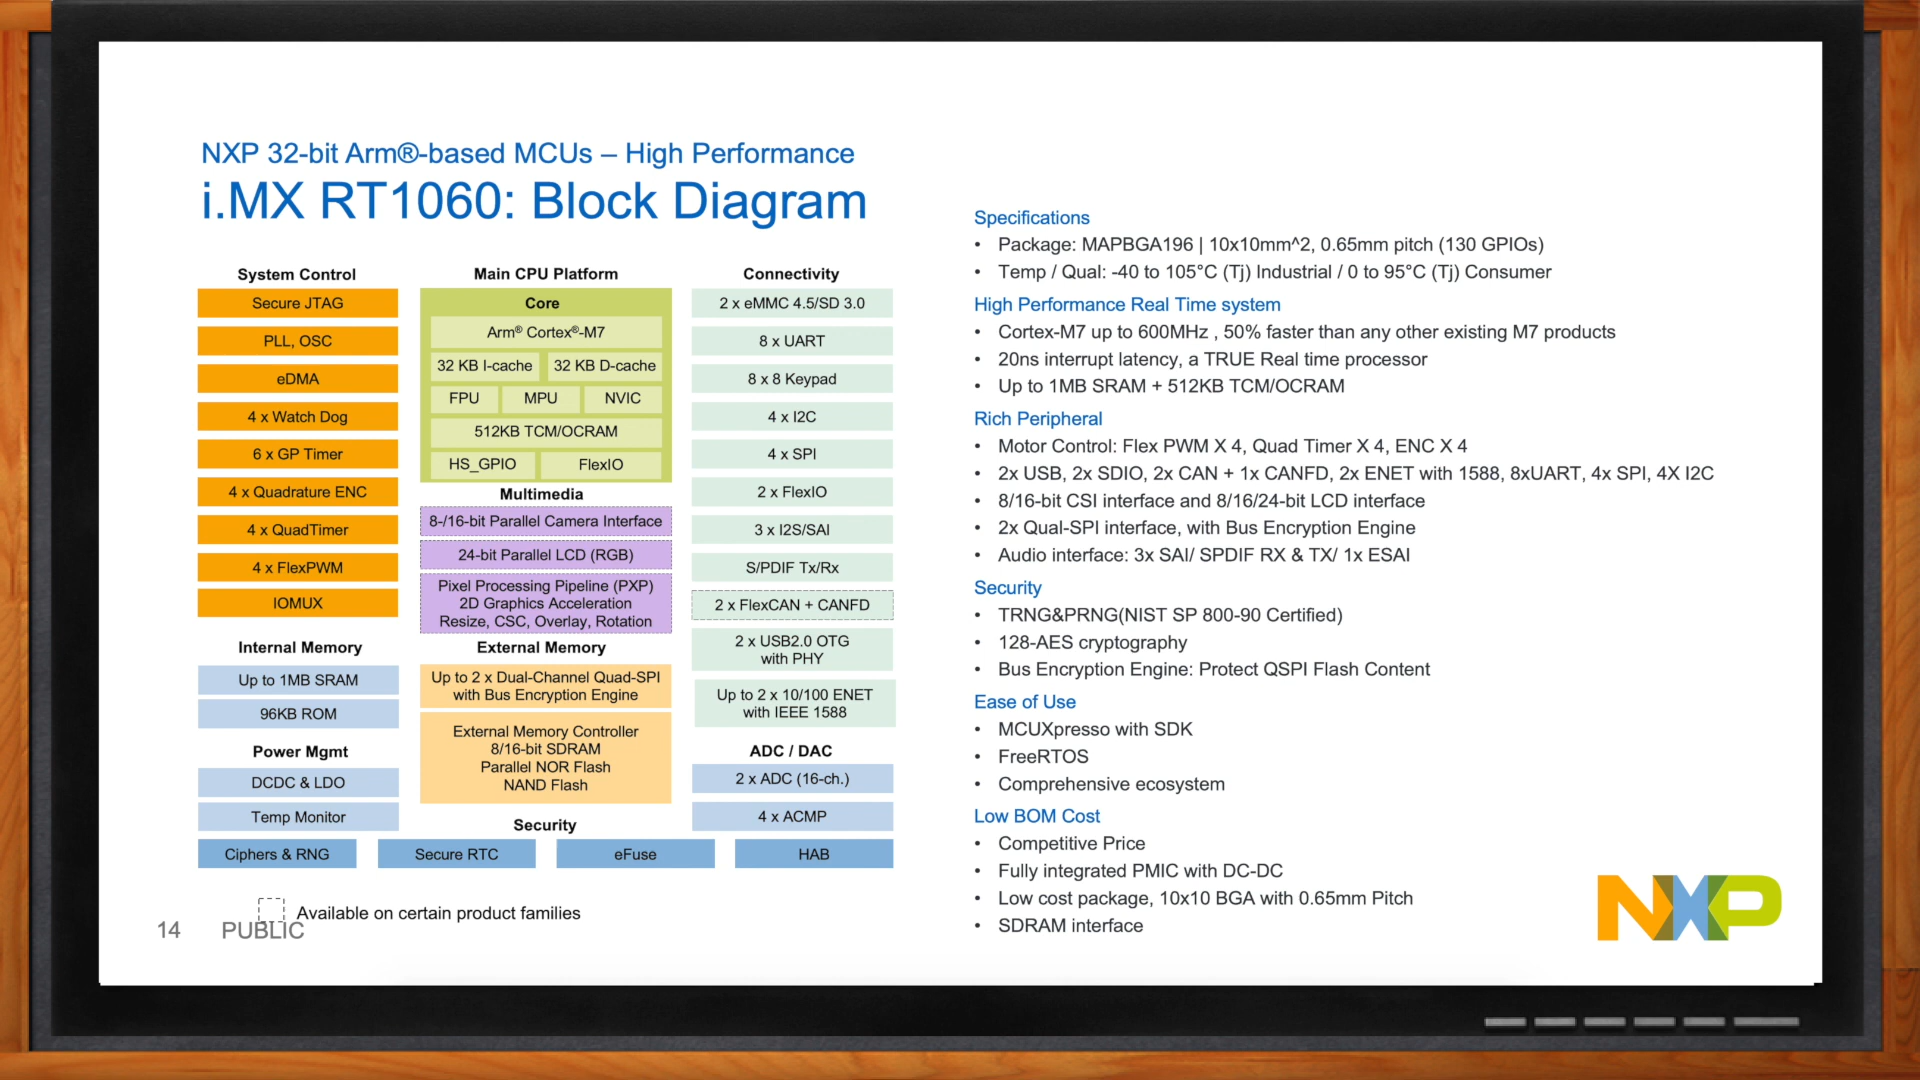 NXP 32-bit Arm®-based MCUs – High Performance
i.MX RT1060: Block Diagram
System Control
Secure JTAG
PLL, OSC
eDMA
4 x Watch Dog
6 x GP Timer
4 x Quadrature ENC
4 x QuadTimer
4 x FlexPWM
IOMUX
Internal Memory
Up to 1MB SRAM
96KB ROM
Power Mgmt
DCDC & LDO
Temp Monitor
Main CPU Platform
Core
Arm® Cortex®-M7
32 KB I-cache
32 KB D-cache
FPU
MPU
NVIC
512KB TCM/OCRAM
HS_GPIO
FlexIO
Multimedia
8-/16-bit Parallel Camera Interface
24-bit Parallel LCD (RGB)
Pixel Processing Pipeline (PXP)
2D Graphics Acceleration
Resize, CSC, Overlay, Rotation
External Memory
Up to 2 x Dual-Channel Quad-SPI
with Bus Encryption Engine
External Memory Controller
8/16-bit SDRAM
Parallel NOR Flash
NAND Flash
Connectivity
2 x eMMC 4.5/SD 3.0
8 x UART
8 x 8 Keypad
4 x I2C
4 x SPI
2 x FlexIO
3 x I2S/SAI
S/PDIF Tx/Rx
2 x FlexCAN + CANFD
2 x USB2.0 OTG
with PHY
Up to 2 x 10/100 ENET
with IEEE 1588
ADC / DAC
2 x ADC (16-ch.)
4 x ACMP
Security
Ciphers & RNG
Secure RTC
eFuse
HAB
Available on certain product families
14 PUBLIC
Specifications
• Package: MAPBGA196 | 10x10mm^2, 0.65mm pitch (130 GPIOs)
• Temp / Qual: -40 to 105°C (Tj) Industrial / 0 to 95°C (Tj) Consumer
High Performance Real Time system
• Cortex-M7 up to 600MHz , 50% faster than any other existing M7 products
• 20ns interrupt latency, a TRUE Real time processor
• Up to 1MB SRAM + 512KB TCM/OCRAM
Rich Peripheral
• Motor Control: Flex PWM X 4, Quad Timer X 4, ENC X 4
• 2x USB, 2x SDIO, 2x CAN + 1x CANFD, 2x ENET with 1588, 8xUART, 4x SPI, 4X I2C
• 8/16-bit CSI interface and 8/16/24-bit LCD interface
• 2x Qual-SPI interface, with Bus Encryption Engine
• Audio interface: 3x SAI/ SPDIF RX & TX/ 1x ESAI
Security
• TRNG&PRNG(NIST SP 800-90 Certified)
• 128-AES cryptography
• Bus Encryption Engine: Protect QSPI Flash Content
Ease of Use
• MCUXpresso with SDK
• FreeRTOS
• Comprehensive ecosystem
Low BOM Cost
• Competitive Price
• Fully integrated PMIC with DC-DC
• Low cost package, 10x10 BGA with 0.65mm Pitch
• SDRAM interface
NXP